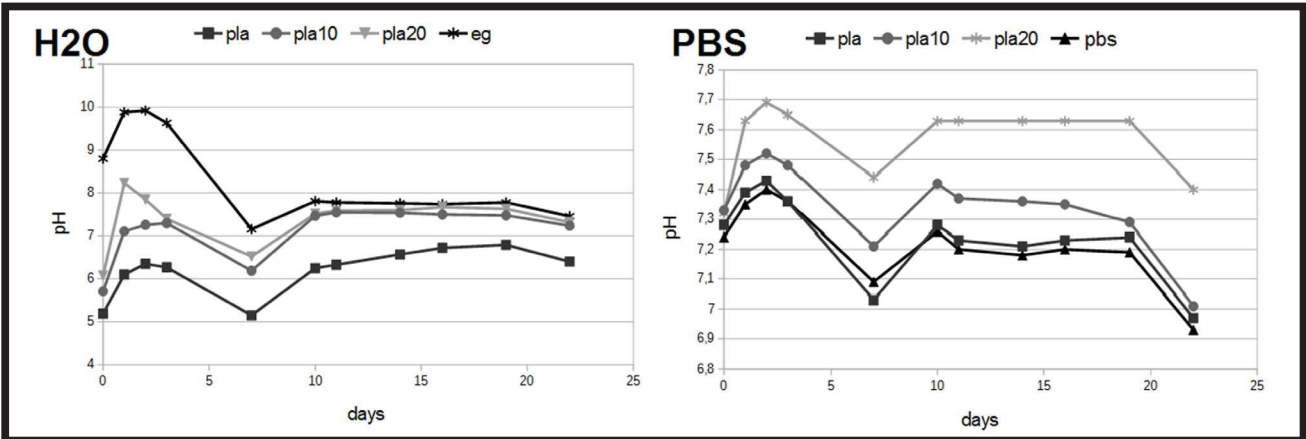 H2O
pla pla10 pla20 eg
11
10
9
8
7
6
5
4
pH
0 5 10 15 20 25
days
PBS
pla pla10 pla20 pbs
7,8
7,7
7,6
7,5
7,4
7,3
7,2
7,1
7
6,9
6,8
pH
0 5 10 15 20 25
days